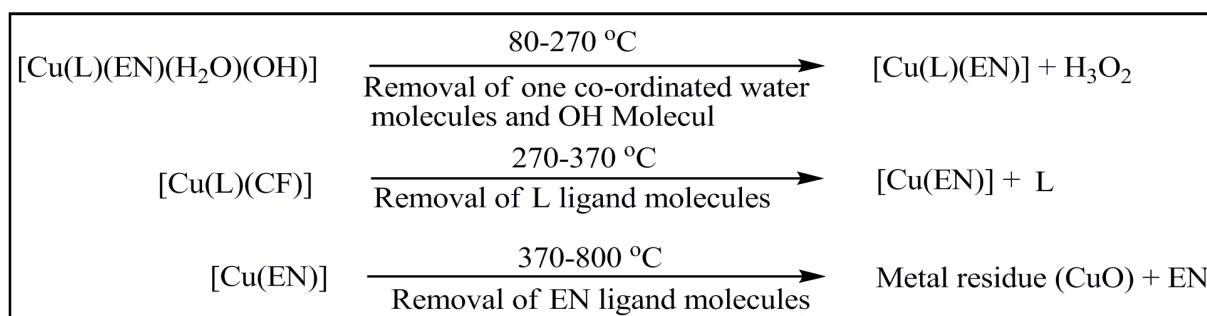 [Cu(L)(EN)(H₂O)(OH)] 80-270 °C [Cu(L)(EN)] + H₃O₂
Removal of one co-ordinated water
molecules and OH Molecul
[Cu(L)(CF)] 270-370 °C [Cu(EN)] + L
Removal of L ligand molecules
[Cu(EN)] 370-800 °C Metal residue (CuO) + EN
Removal of EN ligand molecules